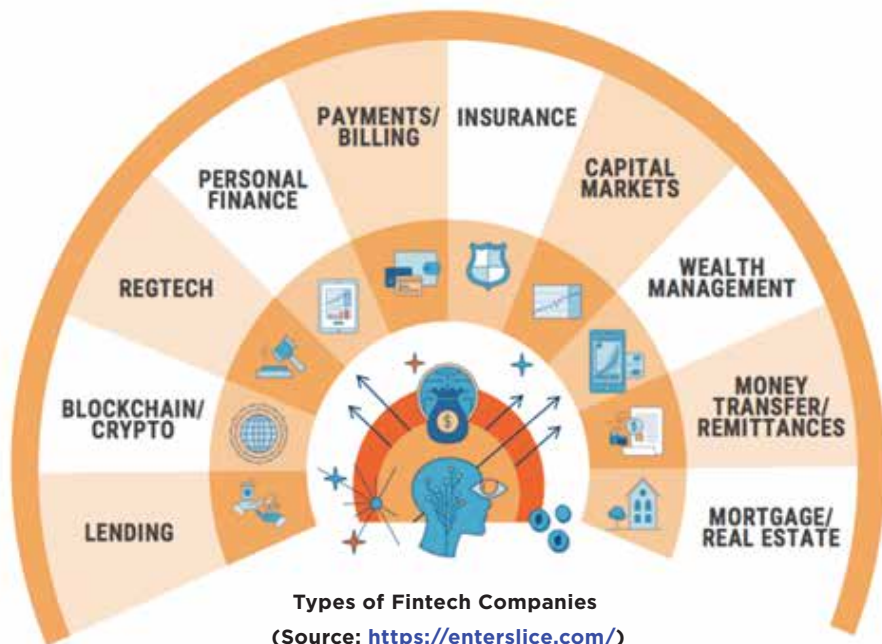 LENDING
BLOCKCHAIN/
CRYPTO
REGTECH
PERSONAL
FINANCE
PAYMENTS/
BILLING
INSURANCE
CAPITAL
MARKETS
WEALTH
MANAGEMENT
MONEY
TRANSFER/
REMITTANCES
MORTGAGE/
REAL ESTATE
$
Types of Fintech Companies
(Source: https://enterslice.com/)